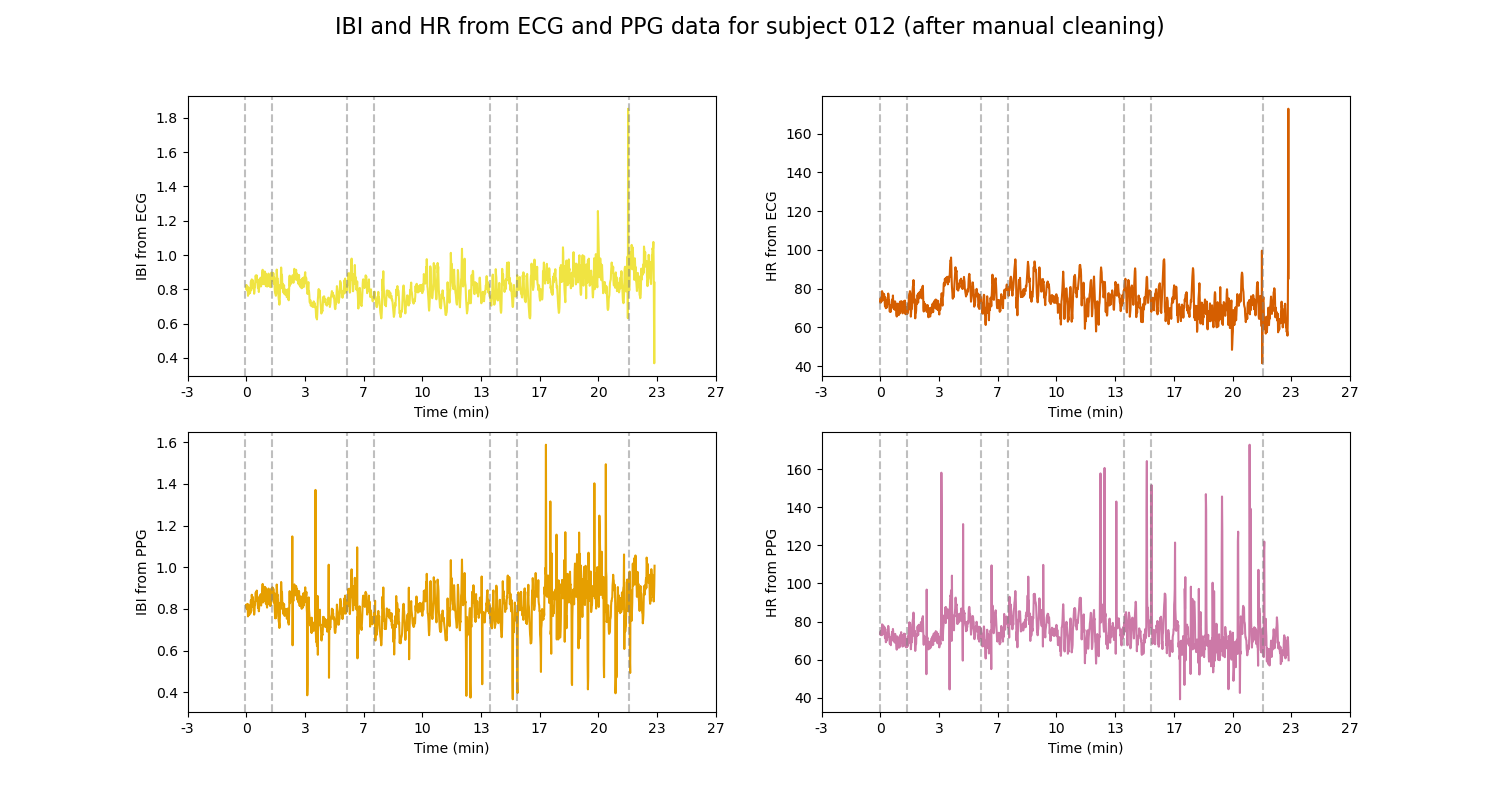 IBI and HR from ECG and PPG data for subject 012 (after manual cleaning)
IBI from ECG
1.8
1.6
1.4
1.2
1.0
0.8
0.6
0.4
-3 0 3 7 10 13 17 20 23 27
Time (min)
HR from ECG
160
140
120
100
80
60
40
-3 0 3 7 10 13 17 20 23 27
Time (min)
IBI from PPG
1.6
1.4
1.2
1.0
0.8
0.6
0.4
-3 0 3 7 10 13 17 20 23 27
Time (min)
HR from PPG
160
140
120
100
80
60
40
-3 0 3 7 10 13 17 20 23 27
Time (min)